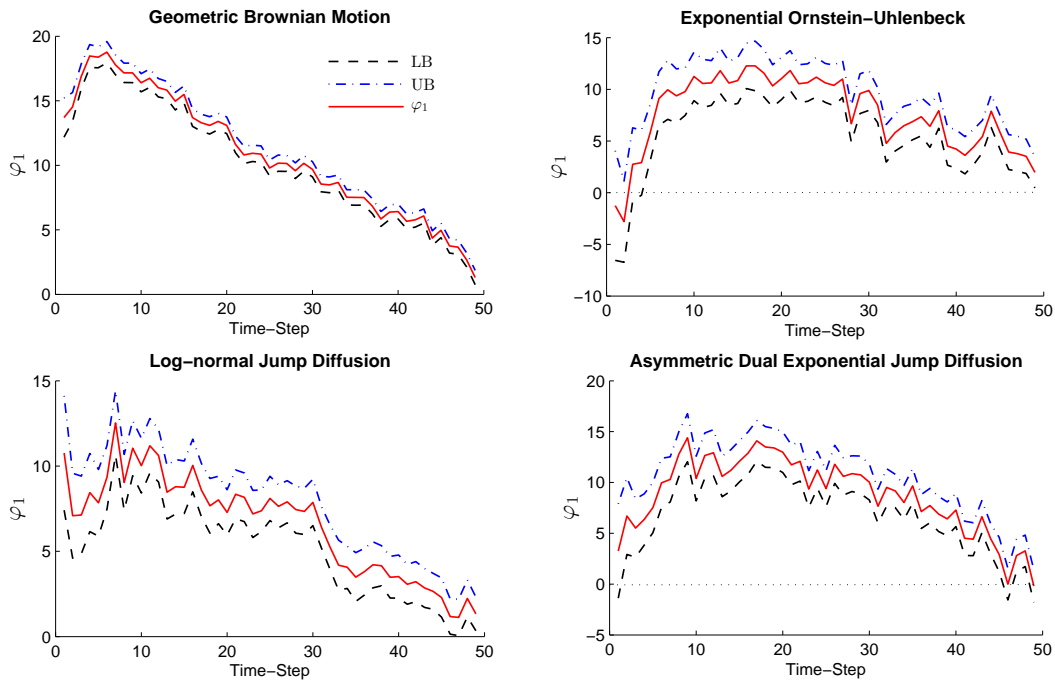 Geometric Brownian Motion
20
15
10
5
0
φ₁
LB
UB
φ₁
0 10 20 30 40 50
Time−Step
Exponential Ornstein−Uhlenbeck
15
10
5
0
−5
−10
φ₁
0 10 20 30 40 50
Time−Step
Log−normal Jump Diffusion
15
10
5
0
φ₁
0 10 20 30 40 50
Time−Step
Asymmetric Dual Exponential Jump Diffusion
20
15
10
5
0
−5
φ₁
0 10 20 30 40 50
Time−Step